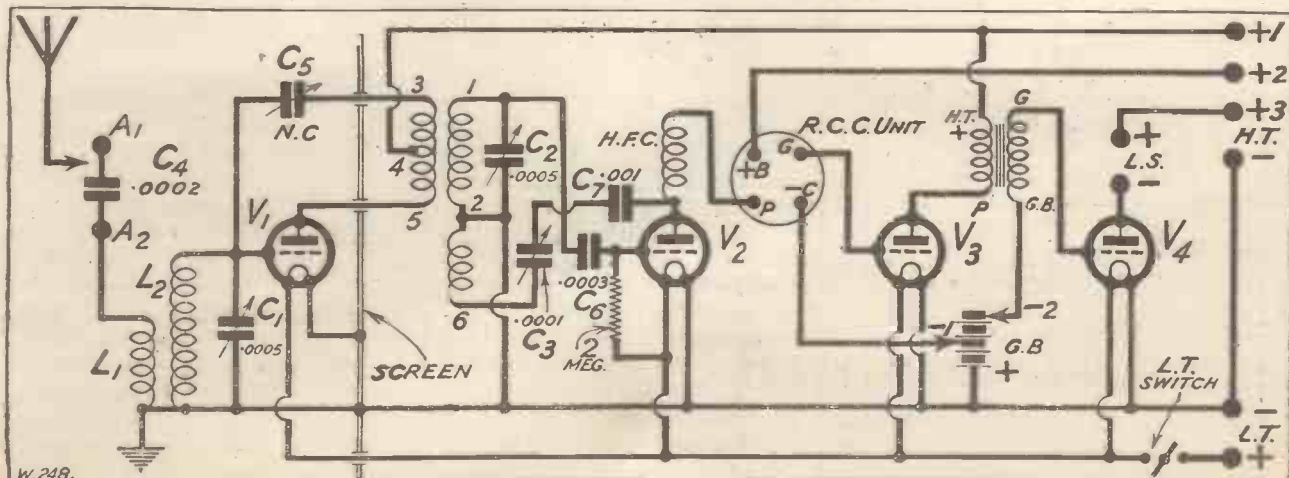 A1
C4
.0002
A2
L1
L2
C1
.0005
C5
N.C
V1
SCREEN
3
4
5
1
2
6
C2
.0005
C7 .001
.0003
C6
.0001
C3
2
MEG.
H.F.C.
V2
R.C.C. UNIT
+B
G
P
-C
H.T.
+
P
G
G.B.
V3
-1
-2
G.B
+
+
L.S.
-
V4
L.T.
SWITCH
+1
+2
+3
H.T.
-
-
L.T.
+
W.248.